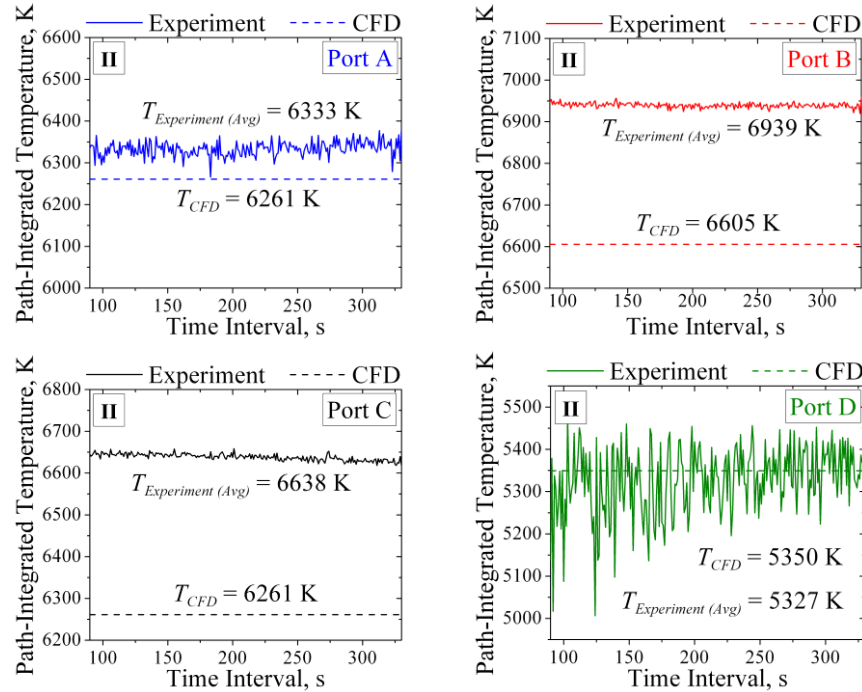 Experiment CFD
II Port A
6600
6500
6400
6300
6200
6100
6000
Path-Integrated Temperature, K
T_Experiment (Avg) = 6333 K
T_CFD = 6261 K
100 150 200 250 300
Time Interval, s
Experiment CFD
II Port B
7100
7000
6900
6800
6700
6600
6500
Path-Integrated Temperature, K
T_Experiment (Avg) = 6939 K
T_CFD = 6605 K
100 150 200 250 300
Time Interval, s
Experiment CFD
II Port C
6800
6700
6600
6500
6400
6300
6200
Path-Integrated Temperature, K
T_Experiment (Avg) = 6638 K
T_CFD = 6261 K
100 150 200 250 300
Time Interval, s
Experiment CFD
II Port D
5500
5400
5300
5200
5100
5000
Path-Integrated Temperature, K
T_CFD = 5350 K
T_Experiment (Avg) = 5327 K
100 150 200 250 300
Time Interval, s